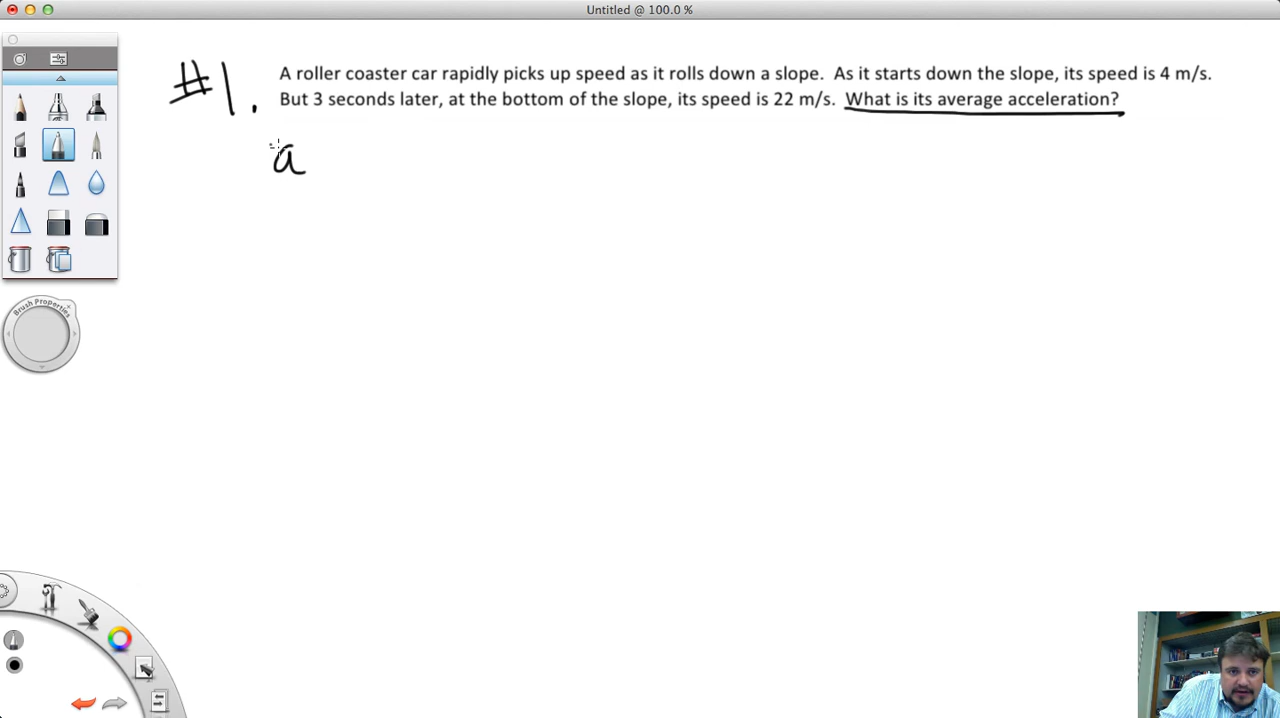 Untitled @ 100.0 %
#1. A roller coaster car rapidly picks up speed as it rolls down a slope. As it starts down the slope, its speed is 4 m/s.
But 3 seconds later, at the bottom of the slope, its speed is 22 m/s. What is its average acceleration?
a
Brush Properties